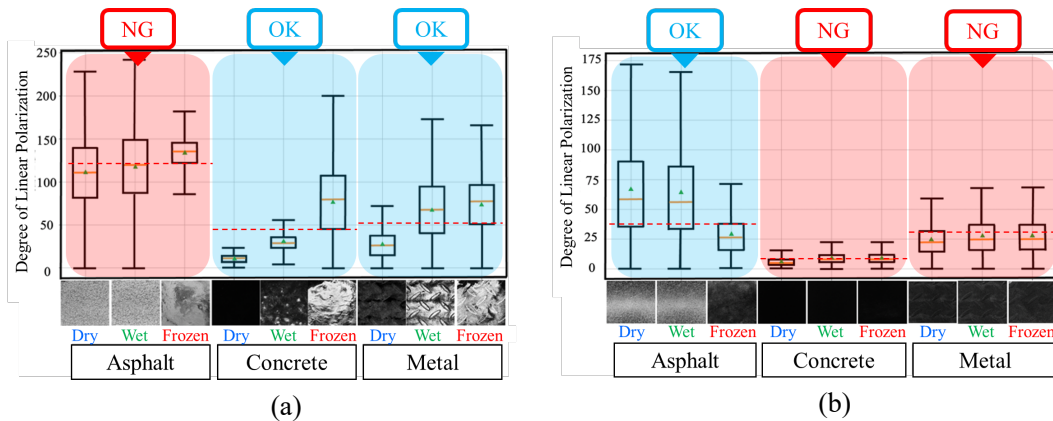 NG OK OK
Degree of Linear Polarization
250
200
150
100
50
0
Dry Wet Frozen Dry Wet Frozen Dry Wet Frozen
Asphalt Concrete Metal
(a)
OK NG NG
Degree of Linear Polarization
175
150
125
100
75
50
25
0
Dry Wet Frozen Dry Wet Frozen Dry Wet Frozen
Asphalt Concrete Metal
(b)